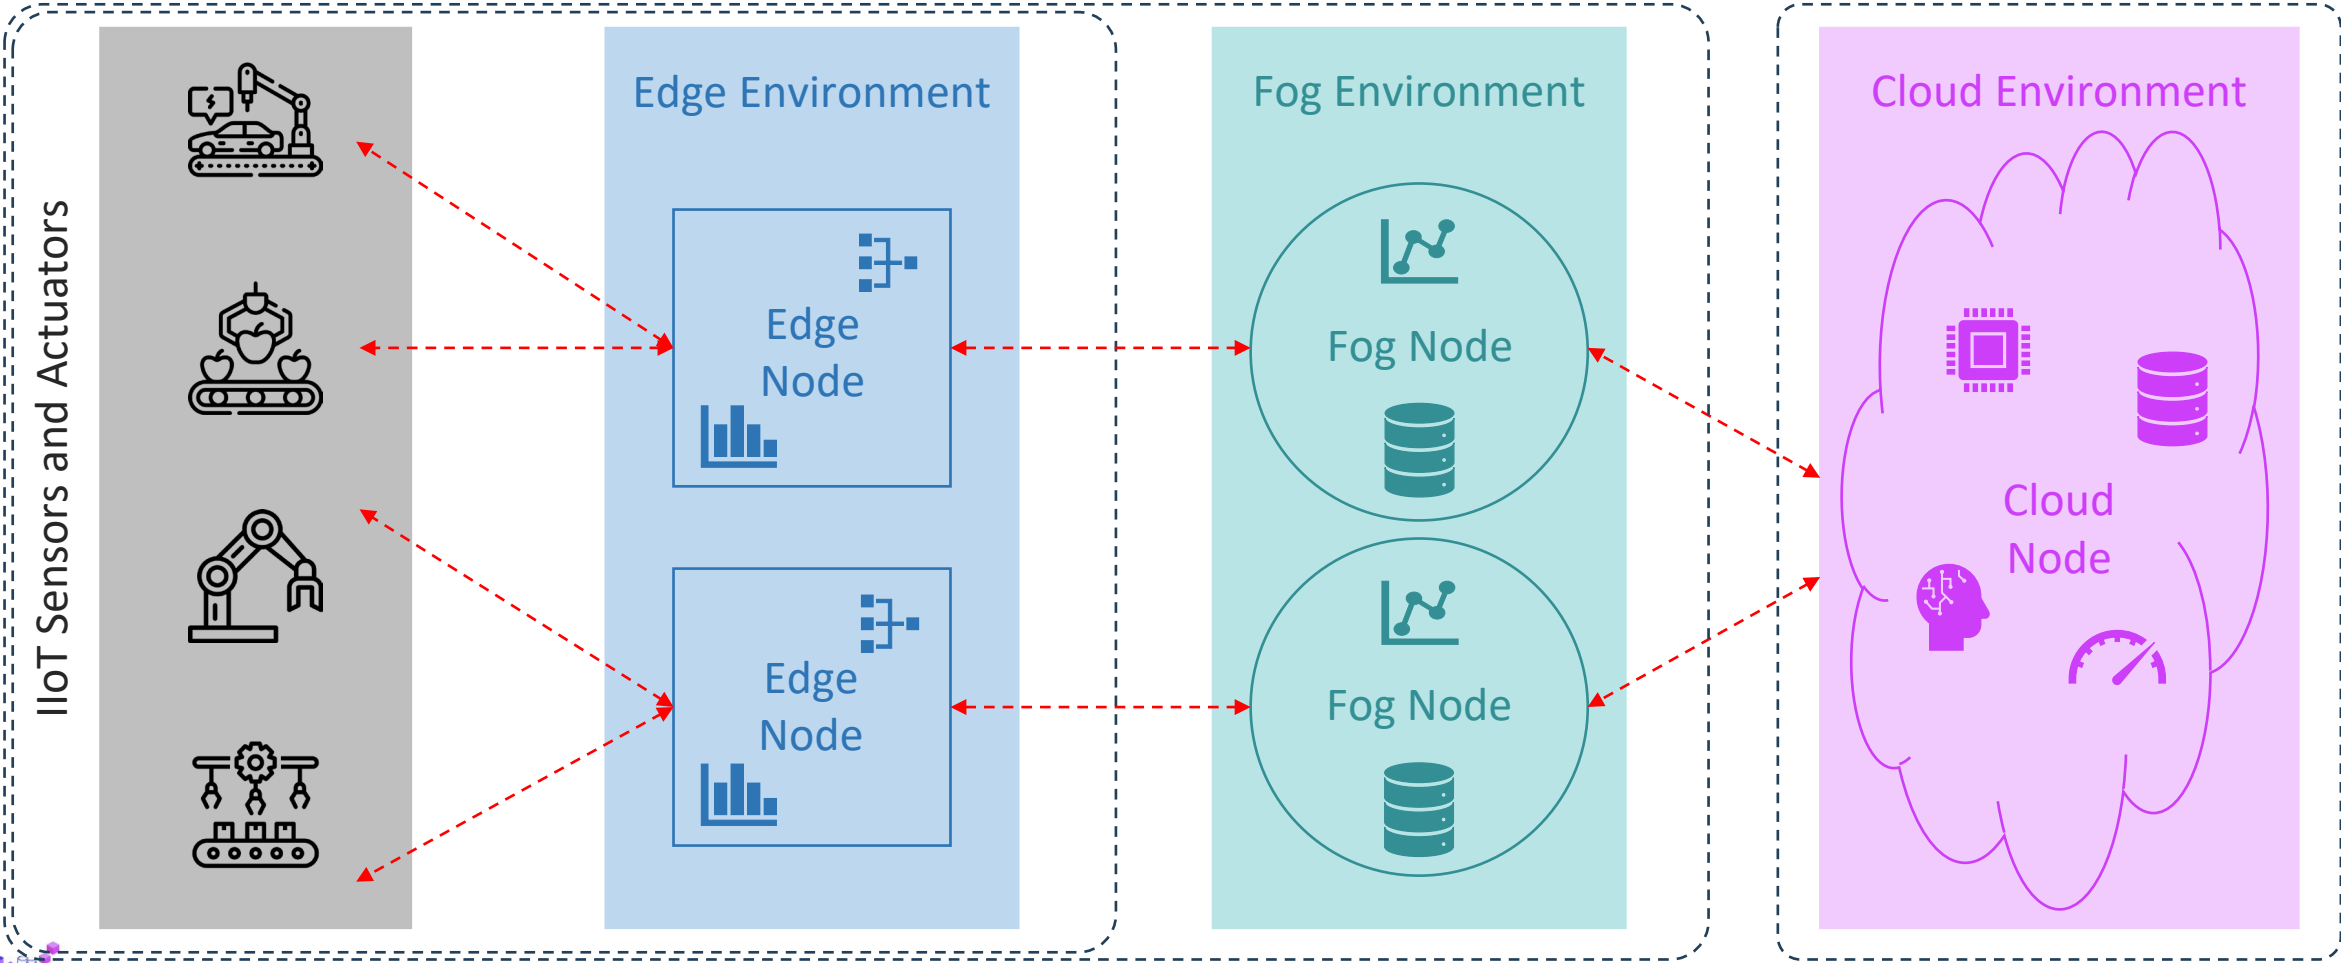 IIoT Sensors and Actuators
Edge Environment
Edge
Node
Edge
Node
Fog Environment
Fog Node
Fog Node
Cloud Environment
Cloud
Node